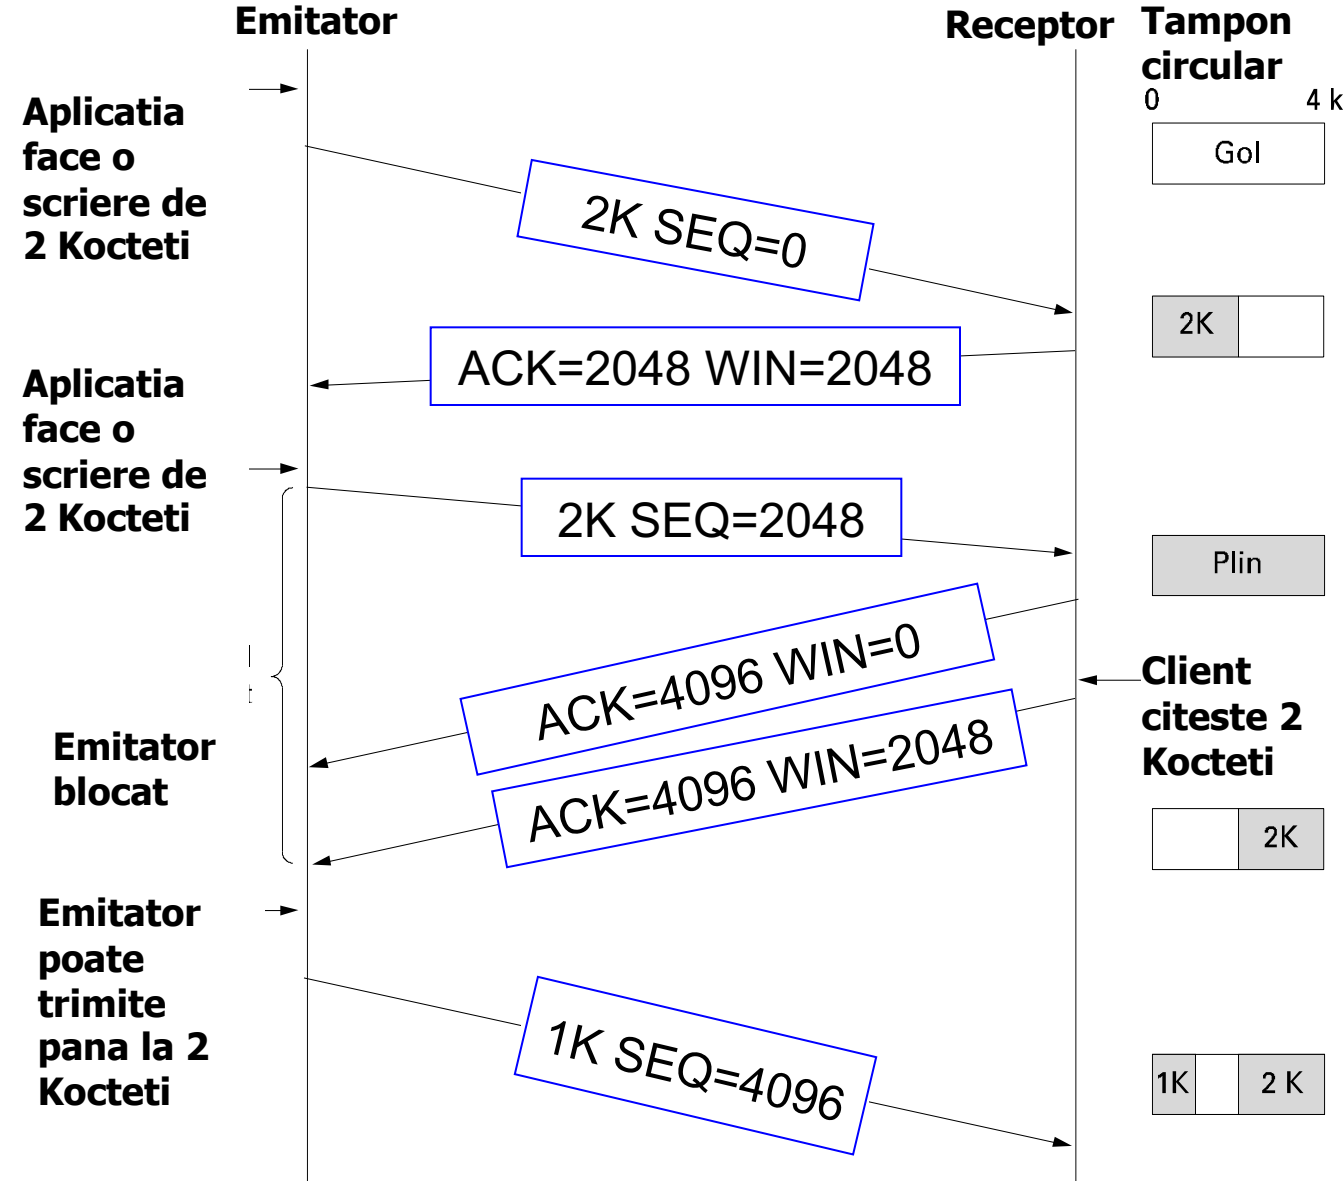 Emitator
Receptor
Tampon
circular
0
4 k
Gol
Aplicatia
face o
scriere de
2 Kocteti
2K SEQ=0
2K
ACK=2048 WIN=2048
Aplicatia
face o
scriere de
2 Kocteti
2K SEQ=2048
Plin
ACK=4096 WIN=0
Client
citeste 2
Kocteti
ACK=4096 WIN=2048
Emitator
blocat
2K
Emitator
poate
trimite
pana la 2
Kocteti
1K SEQ=4096
1K
2 K